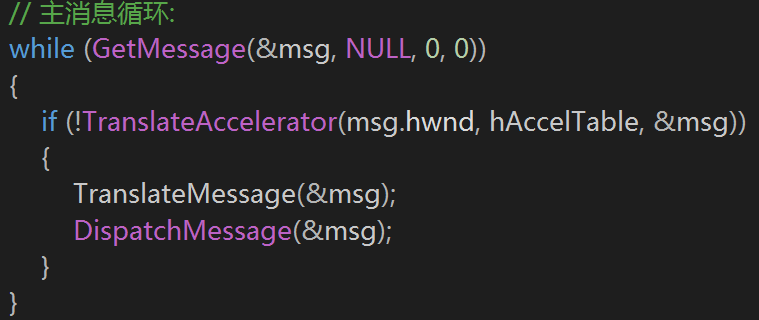 // 主消息循环:
while (GetMessage(&msg, NULL, 0, 0))
{
if (!TranslateAccelerator(msg.hwnd, hAccelTable, &msg))
{
TranslateMessage(&msg);
DispatchMessage(&msg);
}
}